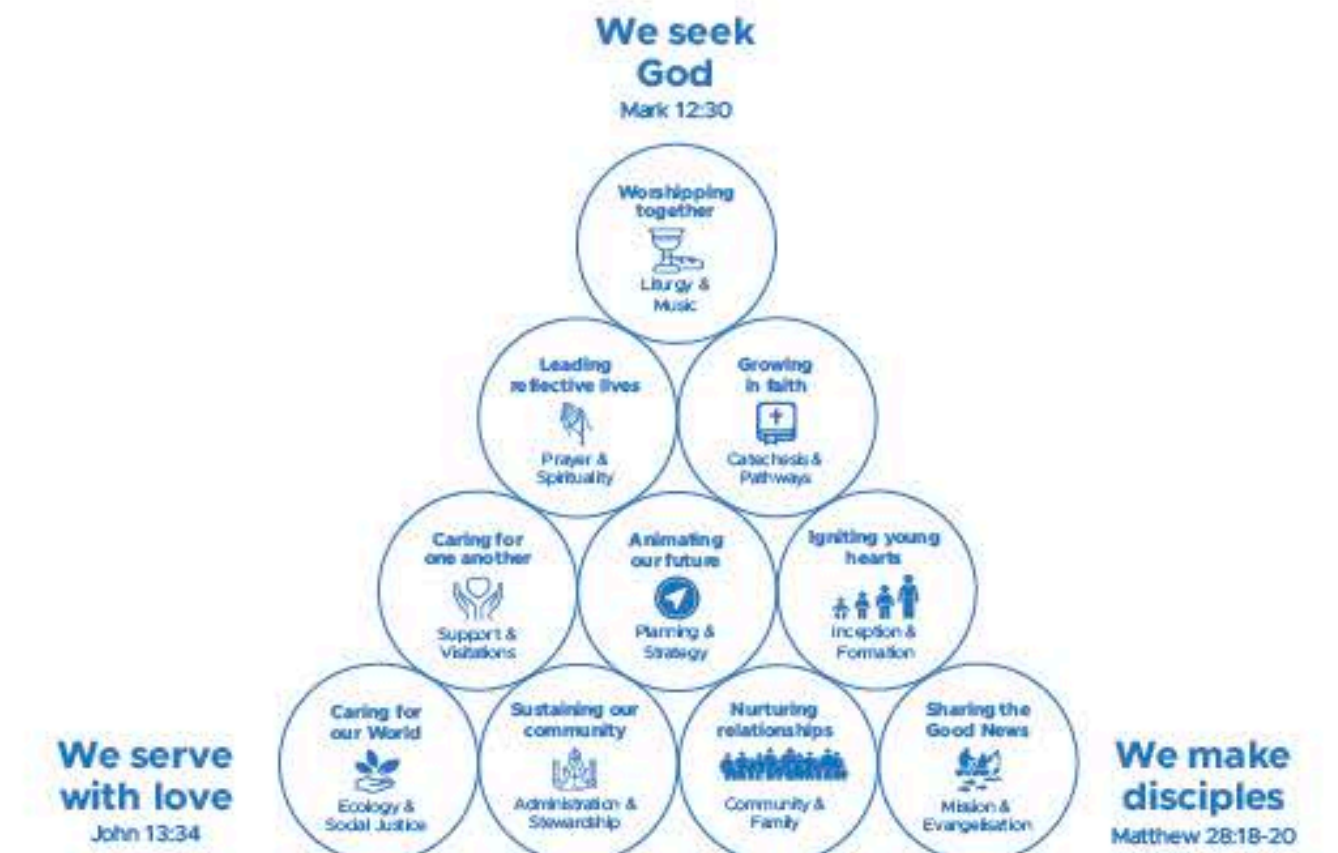 We seek
God
Mark 12:30
Worshipping
together
Liturgy &
Music
Leading
reflective lives
Prayer &
Spirituality
Growing
in faith
Catechesis &
Pathways
Caring for
one another
Support &
Visitations
Animating
our future
Planning &
Strategy
Igniting young
hearts
Inception &
Formation
Caring for
our World
Ecology &
Social Justice
Sustaining our
community
Administration &
Stewardship
Nurturing
relationships
Community &
Family
Sharing the
Good News
Mission &
Evangelisation
We serve
with love
John 13:34
We make
disciples
Matthew 28:18-20